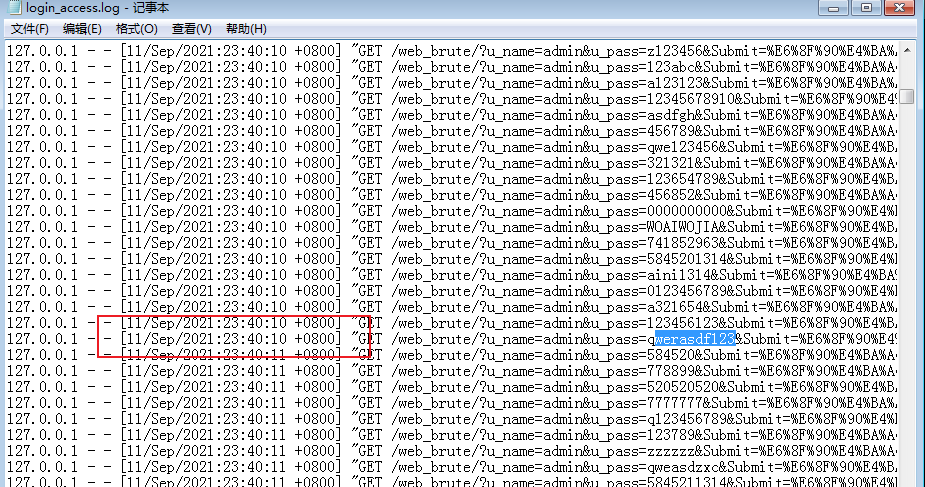 login_access.log - 记事本
文件(F) 编辑(E) 格式(O) 查看(V) 帮助(H)
127.0.0.1 - - [11/Sep/2021:23:40:10 +0800] "GET /web_brute/?u_name=admin&u_pass=z123456&Submit=%E6%8F%90%E4%BA%A
127.0.0.1 - - [11/Sep/2021:23:40:10 +0800] "GET /web_brute/?u_name=admin&u_pass=123abc&Submit=%E6%8F%90%E4%BA%A4
127.0.0.1 - - [11/Sep/2021:23:40:10 +0800] "GET /web_brute/?u_name=admin&u_pass=a123123&Submit=%E6%8F%90%E4%BA%A
127.0.0.1 - - [11/Sep/2021:23:40:10 +0800] "GET /web_brute/?u_name=admin&u_pass=12345678910&Submit=%E6%8F%90%E4%
127.0.0.1 - - [11/Sep/2021:23:40:10 +0800] "GET /web_brute/?u_name=admin&u_pass=asdfgh&Submit=%E6%8F%90%E4%BA%A4
127.0.0.1 - - [11/Sep/2021:23:40:10 +0800] "GET /web_brute/?u_name=admin&u_pass=456789&Submit=%E6%8F%90%E4%BA%A4
127.0.0.1 - - [11/Sep/2021:23:40:10 +0800] "GET /web_brute/?u_name=admin&u_pass=qwe123456&Submit=%E6%8F%90%E4%BA
127.0.0.1 - - [11/Sep/2021:23:40:10 +0800] "GET /web_brute/?u_name=admin&u_pass=321321&Submit=%E6%8F%90%E4%BA%A4
127.0.0.1 - - [11/Sep/2021:23:40:10 +0800] "GET /web_brute/?u_name=admin&u_pass=123654789&Submit=%E6%8F%90%E4%BA
127.0.0.1 - - [11/Sep/2021:23:40:10 +0800] "GET /web_brute/?u_name=admin&u_pass=456852&Submit=%E6%8F%90%E4%BA%A4
127.0.0.1 - - [11/Sep/2021:23:40:10 +0800] "GET /web_brute/?u_name=admin&u_pass=0000000000&Submit=%E6%8F%90%E4%
127.0.0.1 - - [11/Sep/2021:23:40:10 +0800] "GET /web_brute/?u_name=admin&u_pass=WOAIWOJIA&Submit=%E6%8F%90%E4%BA
127.0.0.1 - - [11/Sep/2021:23:40:10 +0800] "GET /web_brute/?u_name=admin&u_pass=741852963&Submit=%E6%8F%90%E4%BA
127.0.0.1 - - [11/Sep/2021:23:40:10 +0800] "GET /web_brute/?u_name=admin&u_pass=5845201314&Submit=%E6%8F%90%E4%
127.0.0.1 - - [11/Sep/2021:23:40:10 +0800] "GET /web_brute/?u_name=admin&u_pass=aini1314&Submit=%E6%8F%90%E4%BA%
127.0.0.1 - - [11/Sep/2021:23:40:10 +0800] "GET /web_brute/?u_name=admin&u_pass=0123456789&Submit=%E6%8F%90%E4%
127.0.0.1 - - [11/Sep/2021:23:40:10 +0800] "GET /web_brute/?u_name=admin&u_pass=a321654&Submit=%E6%8F%90%E4%BA%A
127.0.0.1 - - [11/Sep/2021:23:40:10 +0800] "GET /web_brute/?u_name=admin&u_pass=123456123&Submit=%E6%8F%90%E4%BA
127.0.0.1 - - [11/Sep/2021:23:40:11 +0800] "GET /web_brute/?u_name=admin&u_pass=qwerasdf123&Submit=%E6%8F%90%E4
127.0.0.1 - - [11/Sep/2021:23:40:11 +0800] "GET /web_brute/?u_name=admin&u_pass=584520&Submit=%E6%8F%90%E4%BA%A4
127.0.0.1 - - [11/Sep/2021:23:40:11 +0800] "GET /web_brute/?u_name=admin&u_pass=778899&Submit=%E6%8F%90%E4%BA%A4
127.0.0.1 - - [11/Sep/2021:23:40:11 +0800] "GET /web_brute/?u_name=admin&u_pass=520520520&Submit=%E6%8F%90%E4%BA
127.0.0.1 - - [11/Sep/2021:23:40:11 +0800] "GET /web_brute/?u_name=admin&u_pass=7777777&Submit=%E6%8F%90%E4%BA%A
127.0.0.1 - - [11/Sep/2021:23:40:11 +0800] "GET /web_brute/?u_name=admin&u_pass=q123456789&Submit=%E6%8F%90%E4%
127.0.0.1 - - [11/Sep/2021:23:40:11 +0800] "GET /web_brute/?u_name=admin&u_pass=123789&Submit=%E6%8F%90%E4%BA%A4
127.0.0.1 - - [11/Sep/2021:23:40:11 +0800] "GET /web_brute/?u_name=admin&u_pass=zzzzzz&Submit=%E6%8F%90%E4%BA%A4
127.0.0.1 - - [11/Sep/2021:23:40:11 +0800] "GET /web_brute/?u_name=admin&u_pass=qweasdzxc&Submit=%E6%8F%90%E4%BA
127.0.0.1 - - [11/Sep/2021:23:40:11 +0800] "GET /web_brute/?u_name=admin&u_pass=5845211314&Submit=%E6%8F%90%E4%